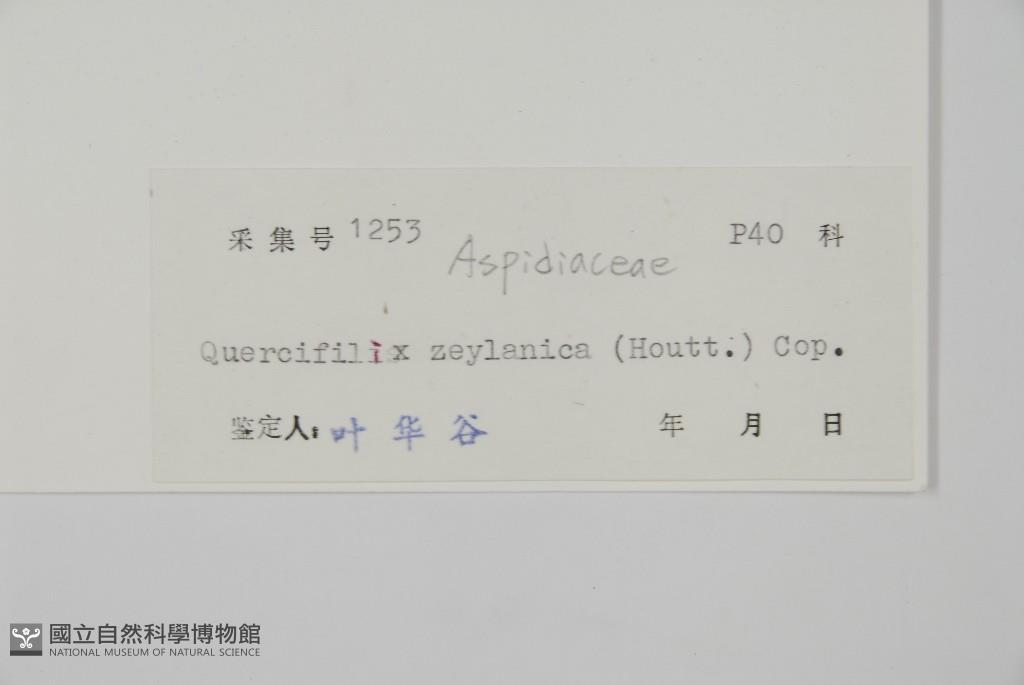 采集号 1253 P40 科
Aspidiaceae
Quercifilix zeylanica (Houtt.) Cop.
鉴定人: 叶华谷 年 月 日
國立自然科學博物館
NATIONAL MUSEUM OF NATURAL SCIENCE